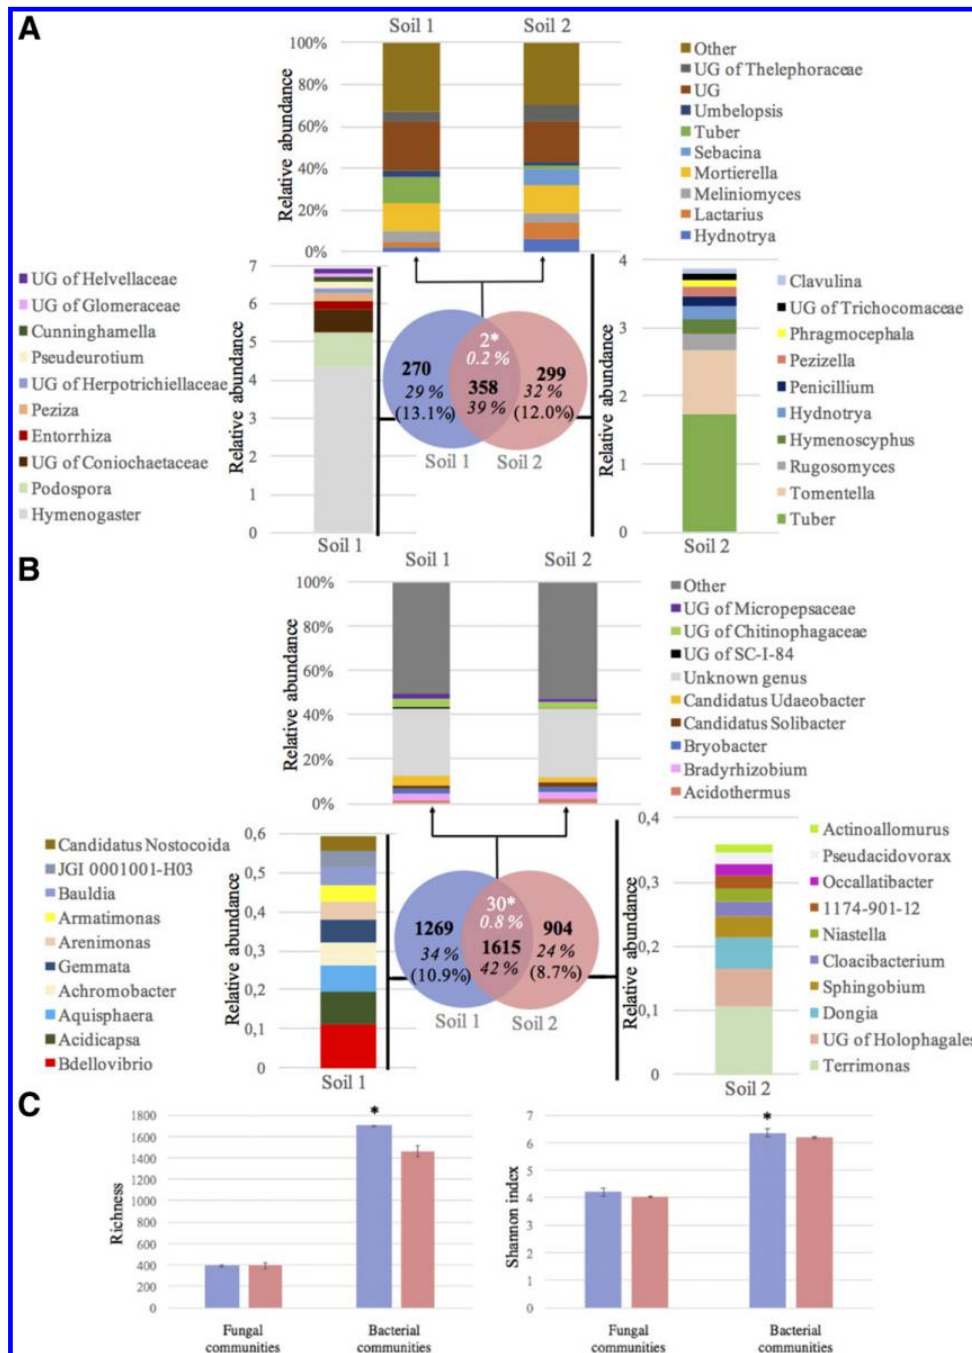 A
Soil 1
Soil 2
100%
80%
60%
40%
20%
0%
Relative abundance
Other
UG of Thelephoraceae
UG
Umbelopsis
Tuber
Sebacina
Mortierella
Meliniomyces
Lactarius
Hydnotrya
UG of Helvellaceae
UG of Glomeraceae
Cunninghamella
Pseudeurotium
UG of Herpotrichiellaceae
Peziza
Entorrhiza
UG of Coniochaetaceae
Podospora
Hymenogaster
Relative abundance
7
6
5
4
3
2
1
0
Soil 1
270
29 %
(13.1%)
2*
0.2 %
358
39 %
299
32 %
(12.0%)
Soil 1
Soil 2
Relative abundance
4
3
2
1
0
Soil 2
Clavulina
UG of Trichocomaceae
Phragmocephala
Pezizella
Penicillium
Hydnotrya
Hymenoscyphus
Rugosomyces
Tomentella
Tuber
B
Soil 1
Soil 2
100%
80%
60%
40%
20%
0%
Relative abundance
Other
UG of Micropepsaceae
UG of Chitinophagaceae
UG of SC-I-84
Unknown genus
Candidatus Udaeobacter
Candidatus Solibacter
Bryobacter
Bradyrhizobium
Acidothermus
Candidatus Nostocoida
JGI 0001001-H03
Bauldia
Armatimonas
Arenimonas
Gemmata
Achromobacter
Aquisphaera
Acidicapsa
Bdellovibrio
Relative abundance
0,6
0,5
0,4
0,3
0,2
0,1
0
Soil 1
1269
34 %
(10.9%)
30*
0.8 %
1615
42 %
904
24 %
(8.7%)
Soil 1
Soil 2
Relative abundance
0,4
0,3
0,2
0,1
0
Soil 2
Actinoallomurus
Pseudacidovorax
Occallatibacter
1174-901-12
Niastella
Cloacibacterium
Sphingobium
Dongia
UG of Holophagales
Terrimonas
C
Richness
1800
1600
1400
1200
1000
800
600
400
200
0
*
Fungal
communities
Bacterial
communities
Shannon index
7
6
5
4
3
2
1
0
*
Fungal
communities
Bacterial
communities